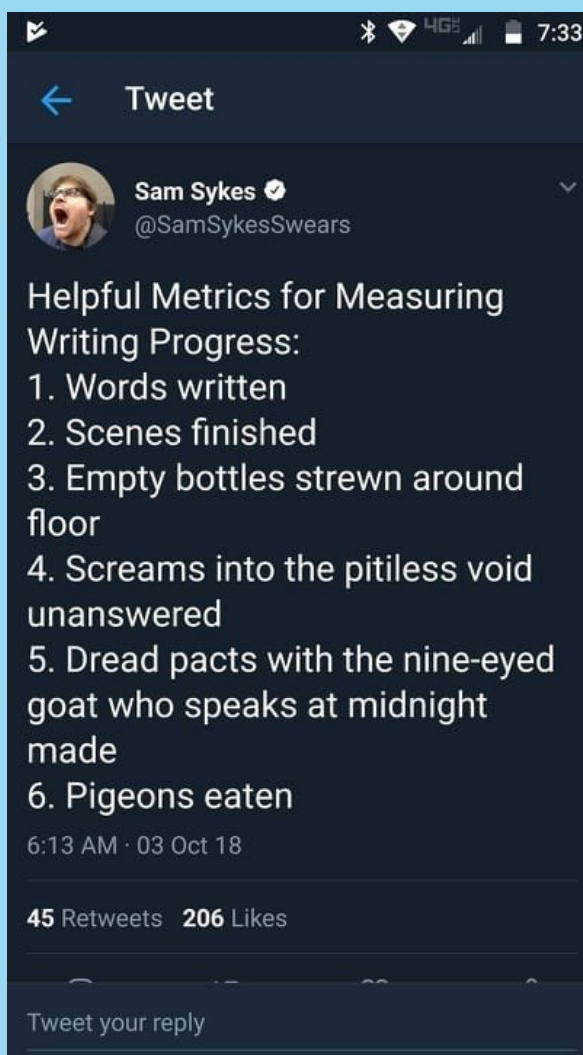 4G 7:33
Tweet
Sam Sykes
@SamSykesSwears
Helpful Metrics for Measuring
Writing Progress:
1. Words written
2. Scenes finished
3. Empty bottles strewn around
floor
4. Screams into the pitiless void
unanswered
5. Dread pacts with the nine-eyed
goat who speaks at midnight
made
6. Pigeons eaten
6:13 AM · 03 Oct 18
45 Retweets 206 Likes
Tweet your reply